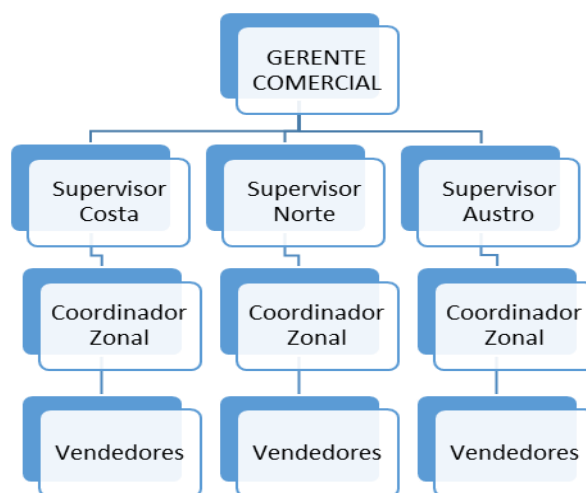 GERENTE
COMERCIAL
Supervisor
Costa
Supervisor
Norte
Supervisor
Austro
Coordinador
Zonal
Coordinador
Zonal
Coordinador
Zonal
Vendedores
Vendedores
Vendedores